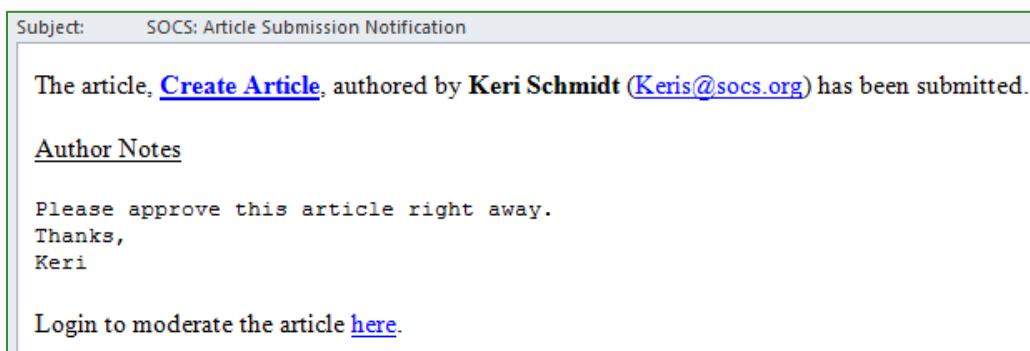 Subject: SOCS: Article Submission Notification
The article, Create Article, authored by Keri Schmidt (Keris@socs.org) has been submitted.
Author Notes
Please approve this article right away.
Thanks,
Keri
Login to moderate the article here.